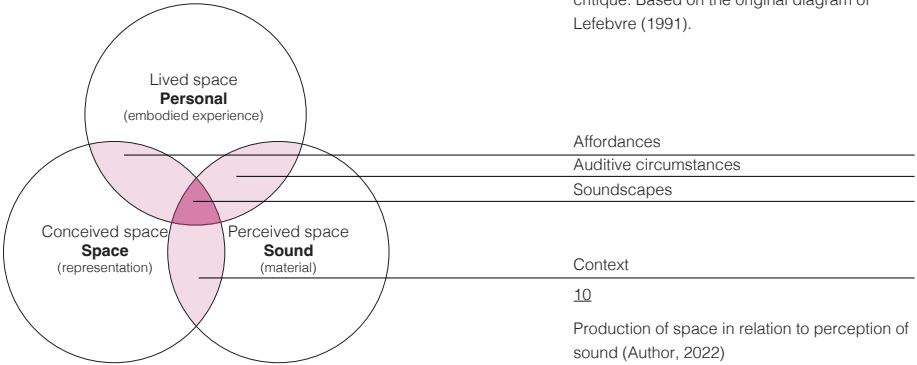 critique. Based on the original diagram of
Lefebvre (1991).
Lived space
Personal
(embodied experience)
Conceived space
Space
(representation)
Perceived space
Sound
(material)
Affordances
Auditive circumstances
Soundscapes
Context
10
Production of space in relation to perception of
sound (Author, 2022)